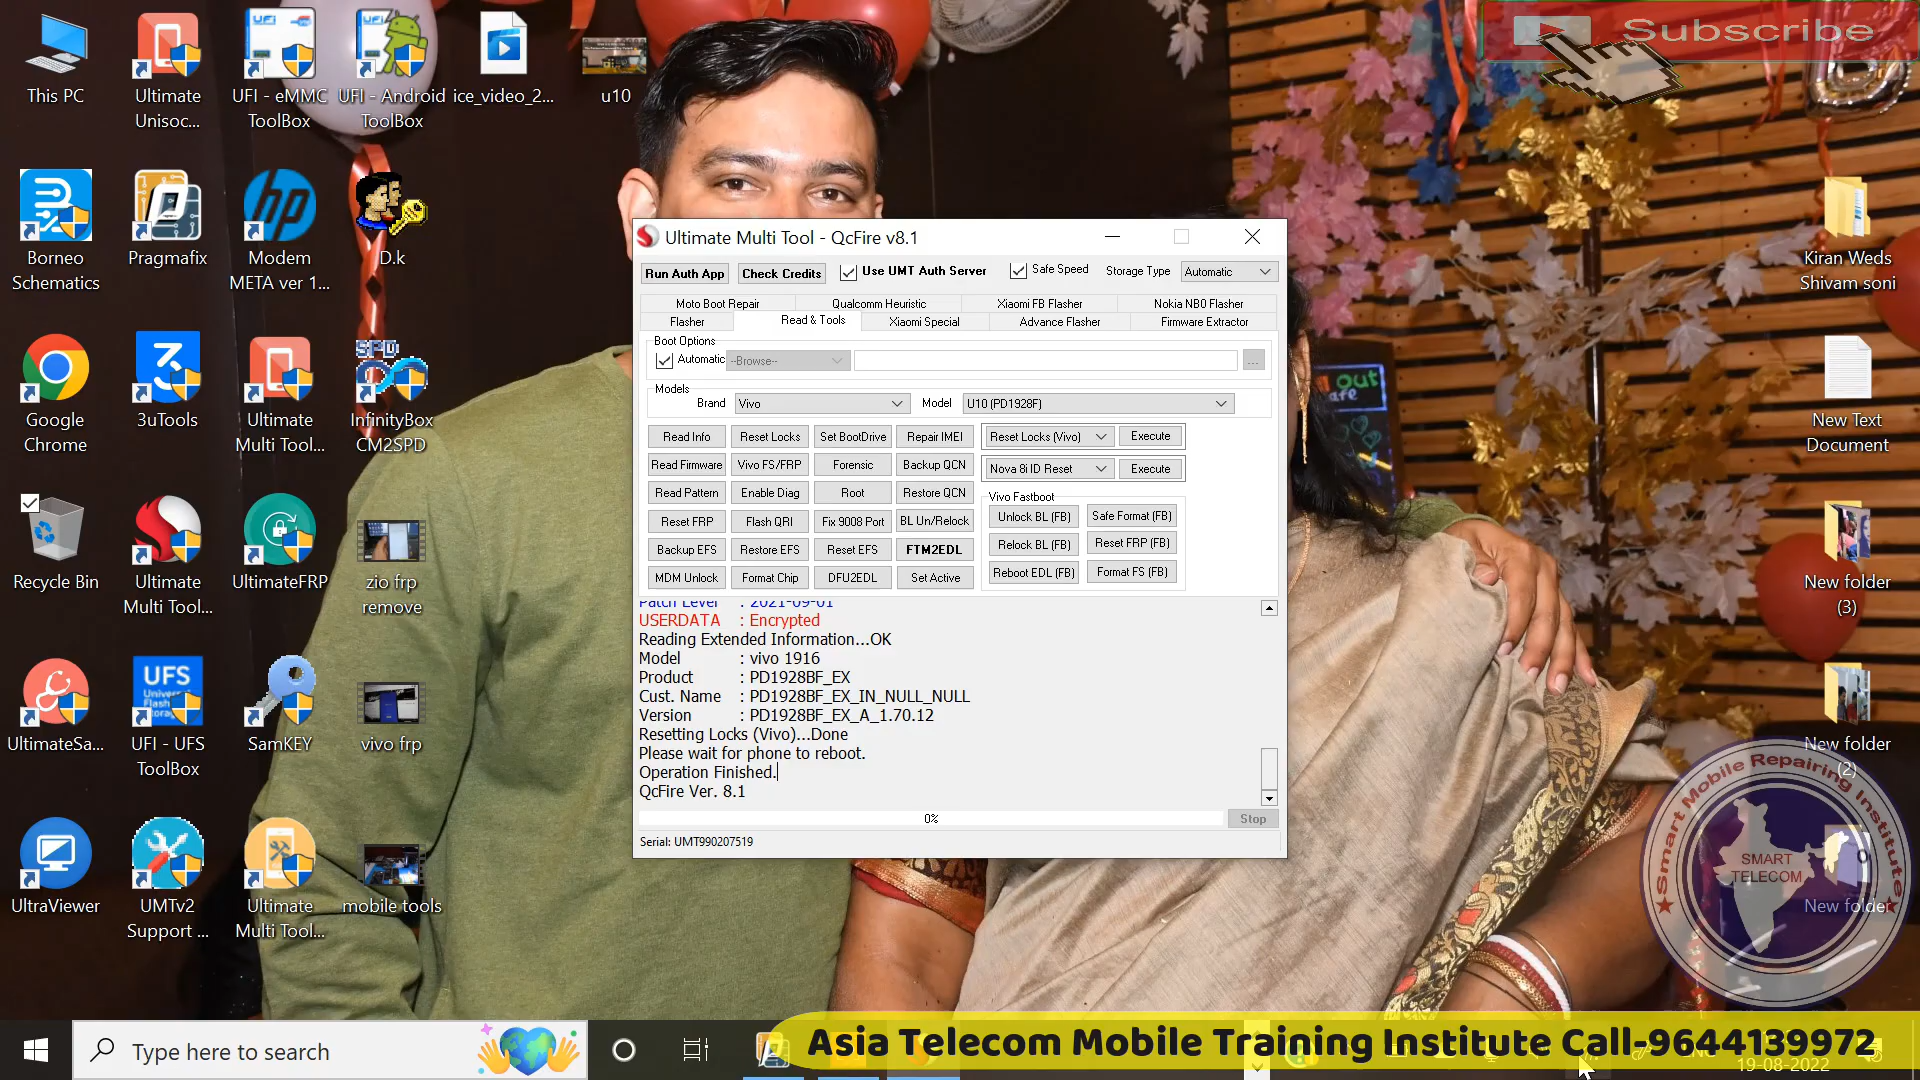 This PC
Ultimate
Unisoc...
UFI - eMMC
ToolBox
UFI - Android
ToolBox
ice_video_2...
u10
Subscribe
Borneo
Schematics
Pragmafix
Modem
META ver 1...
D.k
Google
Chrome
3uTools
Ultimate
Multi Tool...
InfinityBox
CM2SPD
Recycle Bin
Ultimate
Multi Tool...
UltimateFRP
zio frp
remove
UltimateSa...
UFI - UFS
ToolBox
SamKEY
vivo frp
UltraViewer
UMTv2
Support ...
Ultimate
Multi Tool...
mobile tools
Ultimate Multi Tool - QcFire v8.1
Run Auth App
Check Credits
Use UMT Auth Server
Safe Speed
Storage Type
Automatic
Moto Boot Repair
Qualcomm Heuristic
Xiaomi FB Flasher
Nokia NB0 Flasher
Flasher
Read & Tools
Xiaomi Special
Advance Flasher
Firmware Extractor
Boot Options
Automatic
--Browse--
...
Models
Brand
Vivo
Model
U10 (PD1928F)
Read Info
Reset Locks
Set BootDrive
Repair IMEI
Reset Locks (Vivo)
Execute
Read Firmware
Vivo FS/FRP
Forensic
Backup QCN
Nova 8i ID Reset
Execute
Read Pattern
Enable Diag
Root
Restore QCN
Vivo Fastboot
Reset FRP
Flash QRI
Fix 9008 Port
BL Un/Relock
Unlock BL (FB)
Safe Format (FB)
Backup EFS
Restore EFS
Reset EFS
FTM2EDL
Relock BL (FB)
Reset FRP (FB)
MDM Unlock
Format Chip
DFU2EDL
Set Active
Reboot EDL (FB)
Format FS (FB)
Patch Level : 2021-09-01
USERDATA : Encrypted
Reading Extended Information...OK
Model : vivo 1916
Product : PD1928BF_EX
Cust. Name : PD1928BF_EX_IN_NULL_NULL
Version : PD1928BF_EX_A_1.70.12
Resetting Locks (Vivo)...Done
Please wait for phone to reboot.
Operation Finished.
QcFire Ver. 8.1
0%
Stop
Serial: UMT990207519
Kiran Weds
Shivam soni
New Text
Document
New folder
(3)
New folder
(2)
New folder
Smart Mobile Repairing Institute
SMART
TELECOM
Type here to search
Asia Telecom Mobile Training Institute Call-9644139972
19-08-2022